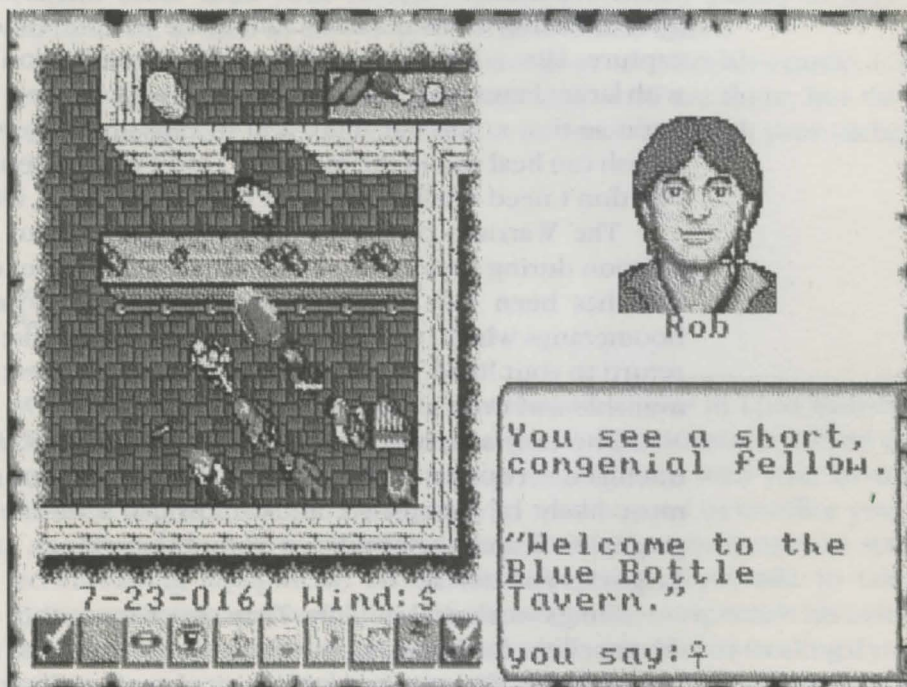 Rob
You see a short,
congenial fellow.
"Welcome to the
Blue Bottle
Tavern."
7-23-0161 Wind:S
you say: